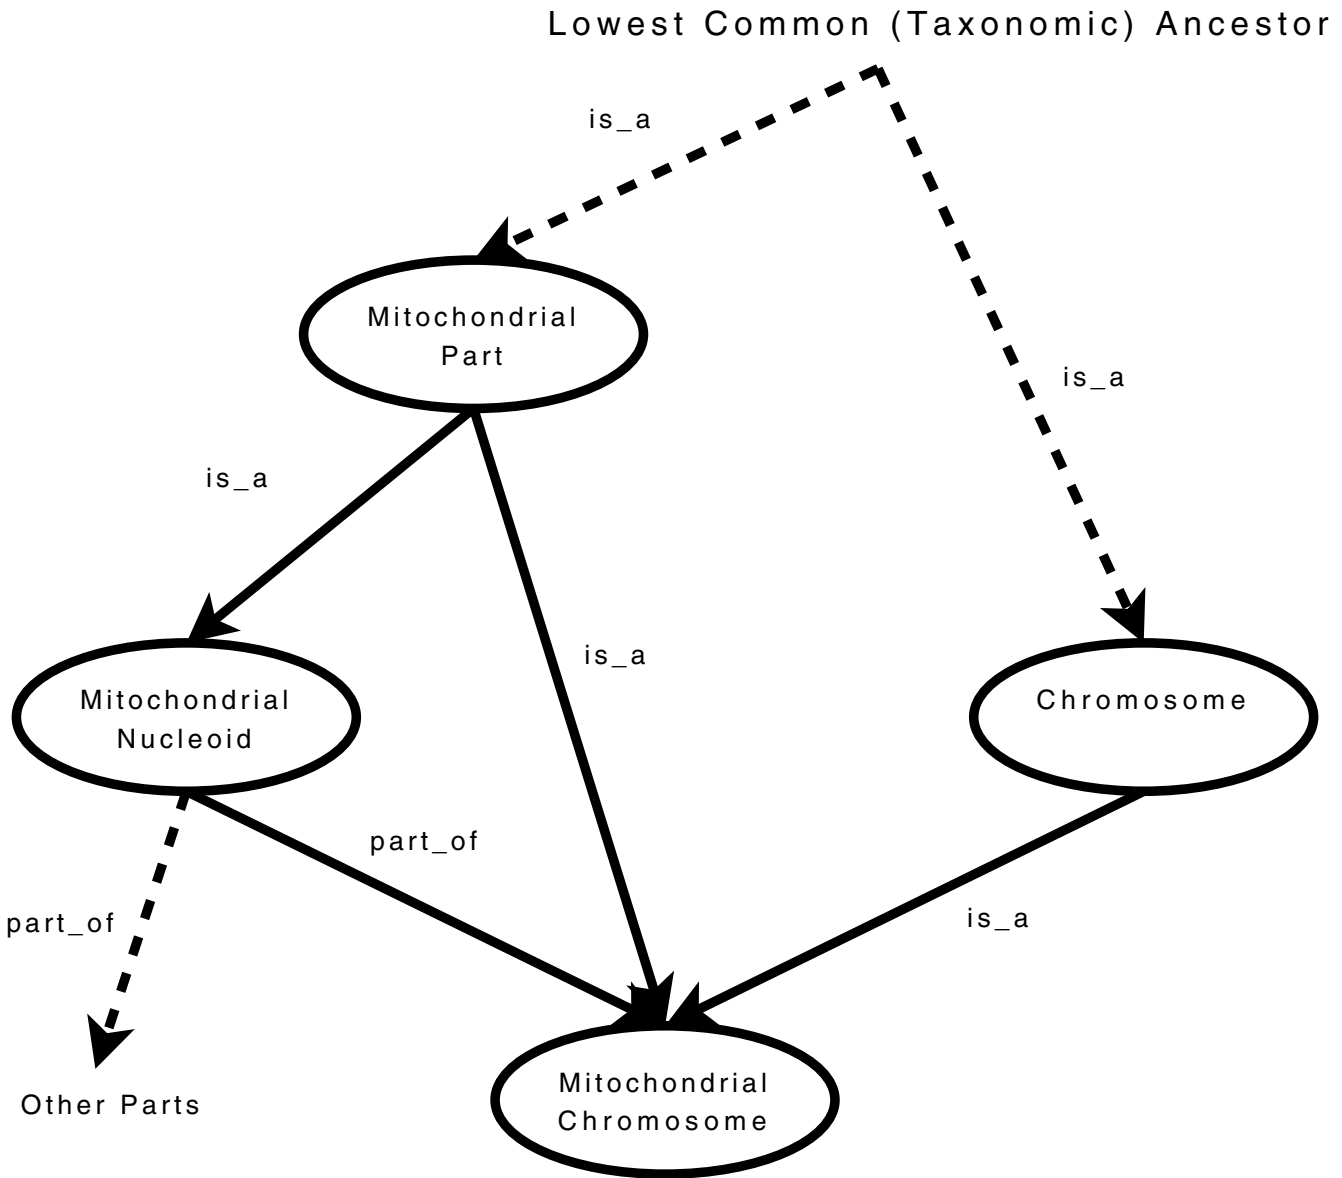 Lowest Common (Taxonomic) Ancestor
is_a
is_a
Mitochondrial
Part
is_a
is_a
Mitochondrial
Nucleoid
Chromosome
part_of
part_of
is_a
Mitochondrial
Chromosome
Other Parts